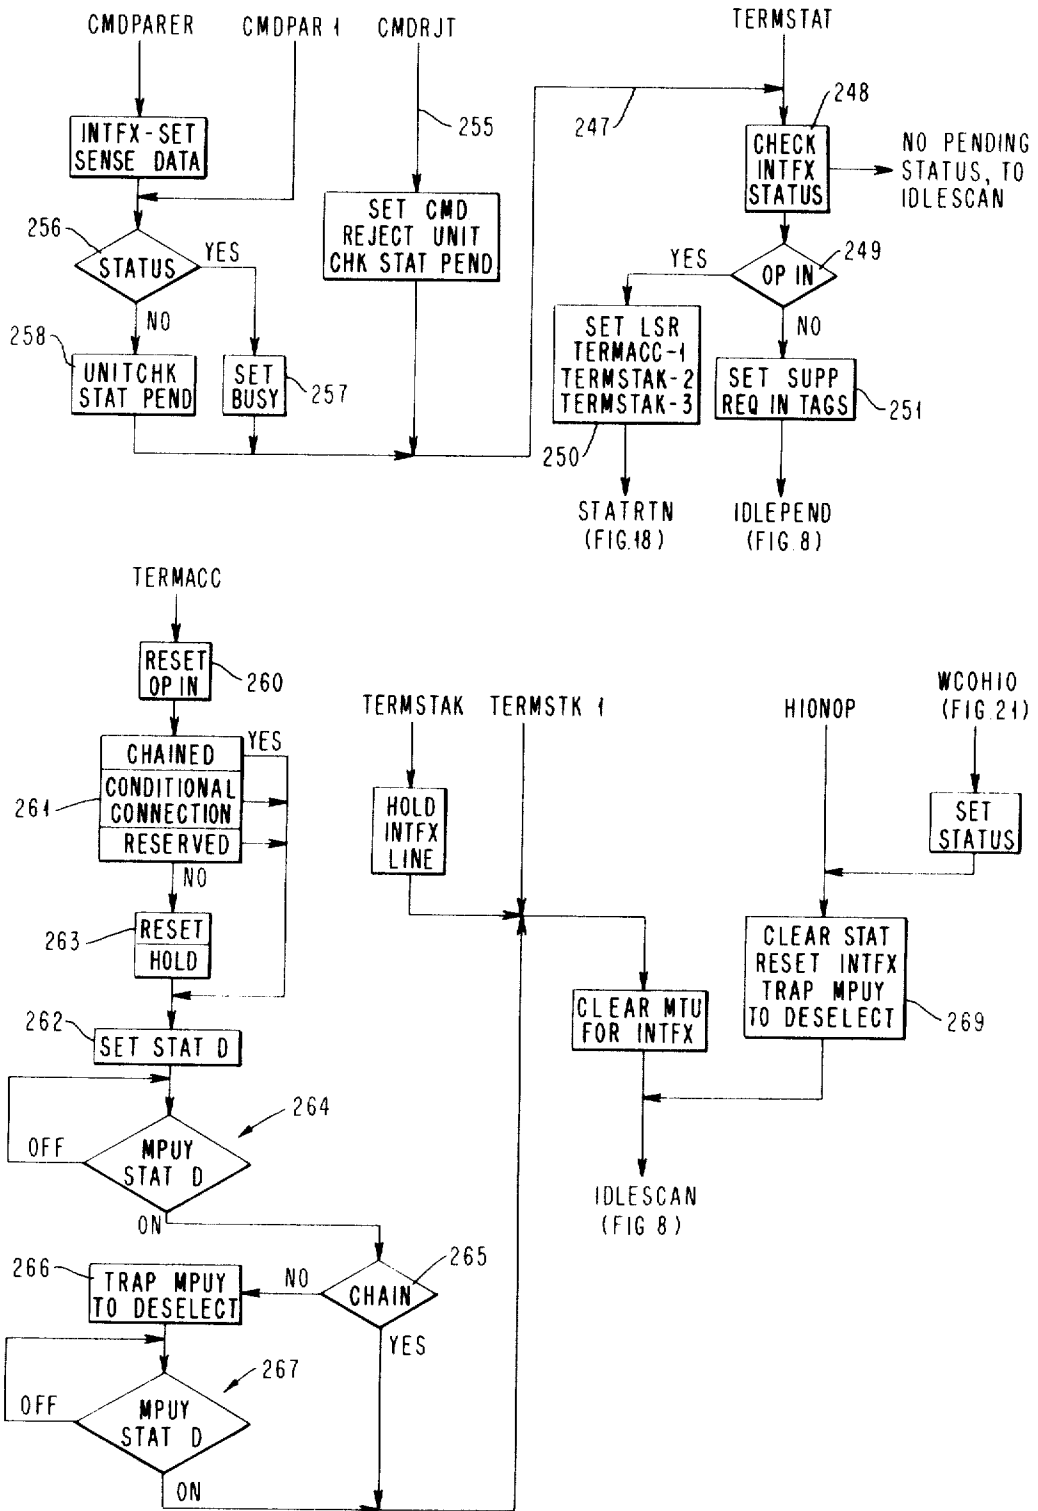 CMDPARER
CMDPAR 1
CMDRJT
TERMSTAT
INTFX-SET
SENSE DATA
255
247
248
CHECK
INTFX
STATUS
NO PENDING
STATUS, TO
IDLESCAN
256
STATUS
YES
NO
SET CMD
REJECT UNIT
CHK STAT PEND
249
OP IN
YES
NO
258
UNITCHK
STAT PEND
SET
BUSY
257
SET LSR
TERMACC-1
TERMSTAK-2
TERMSTAK-3
250
SET SUPP
REQ IN TAGS
251
STATRTN
(FIG.18)
IDLEPEND
(FIG.8)
TERMACC
RESET
OP IN
260
TERMSTAK
TERMSTK 1
HIONOP
WCOHIO
(FIG.21)
261
CHAINED
CONDITIONAL
CONNECTION
RESERVED
YES
NO
HOLD
INTFX
LINE
SET
STATUS
263
RESET
HOLD
CLEAR STAT
RESET INTFX
TRAP MPUY
TO DESELECT
269
262
SET STAT D
CLEAR MTU
FOR INTFX
264
OFF
MPUY
STAT D
ON
IDLESCAN
(FIG 8)
266
TRAP MPUY
TO DESELECT
NO
CHAIN
265
YES
267
OFF
MPUY
STAT D
ON